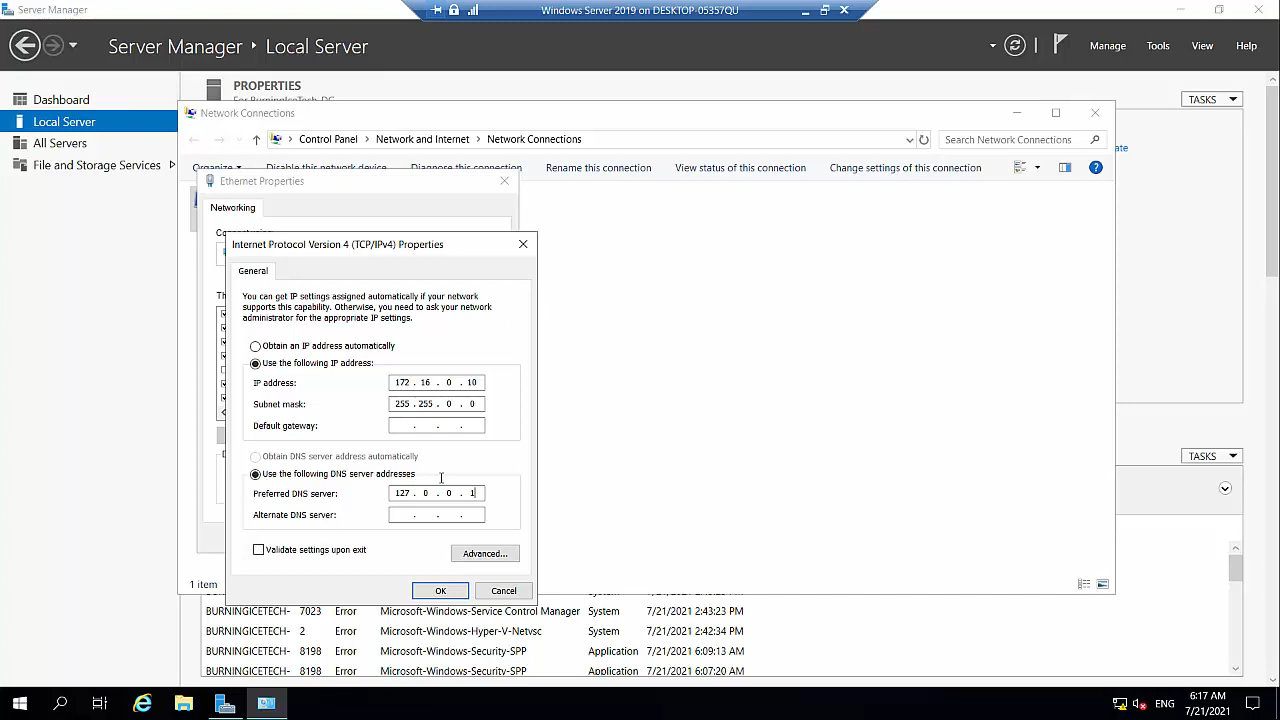 Server Manager
Windows Server 2019 on DESKTOP-05357QU
Server Manager Local Server
Manage Tools View Help
Dashboard
Local Server
All Servers
File and Storage Services
PROPERTIES
For BurningIceTech-DC
TASKS
Network Connections
Control Panel Network and Internet Network Connections
Search Network Connections
Organize Disable this network device Diagnose this connection Rename this connection View status of this connection Change settings of this connection
Ethernet Properties
Networking
Internet Protocol Version 4 (TCP/IPv4) Properties
General
You can get IP settings assigned automatically if your network
supports this capability. Otherwise, you need to ask your network
administrator for the appropriate IP settings.
Obtain an IP address automatically
Use the following IP address:
IP address: 172 . 16 . 0 . 10
Subnet mask: 255 . 255 . 0 . 0
Default gateway: . . .
Obtain DNS server address automatically
Use the following DNS server addresses
Preferred DNS server: 127 . 0 . 0 . 1
Alternate DNS server: . . .
Validate settings upon exit
Advanced...
OK Cancel
TASKS
1 item
BURNINGICETECH- 7023 Error Microsoft-Windows-Service Control Manager System 7/21/2021 2:43:23 PM
BURNINGICETECH- 2 Error Microsoft-Windows-Hyper-V-Netvsc System 7/21/2021 2:42:34 PM
BURNINGICETECH- 8198 Error Microsoft-Windows-Security-SPP Application 7/21/2021 6:09:13 AM
BURNINGICETECH- 8198 Error Microsoft-Windows-Security-SPP Application 7/21/2021 6:07:20 AM
ENG
6:17 AM
7/21/2021